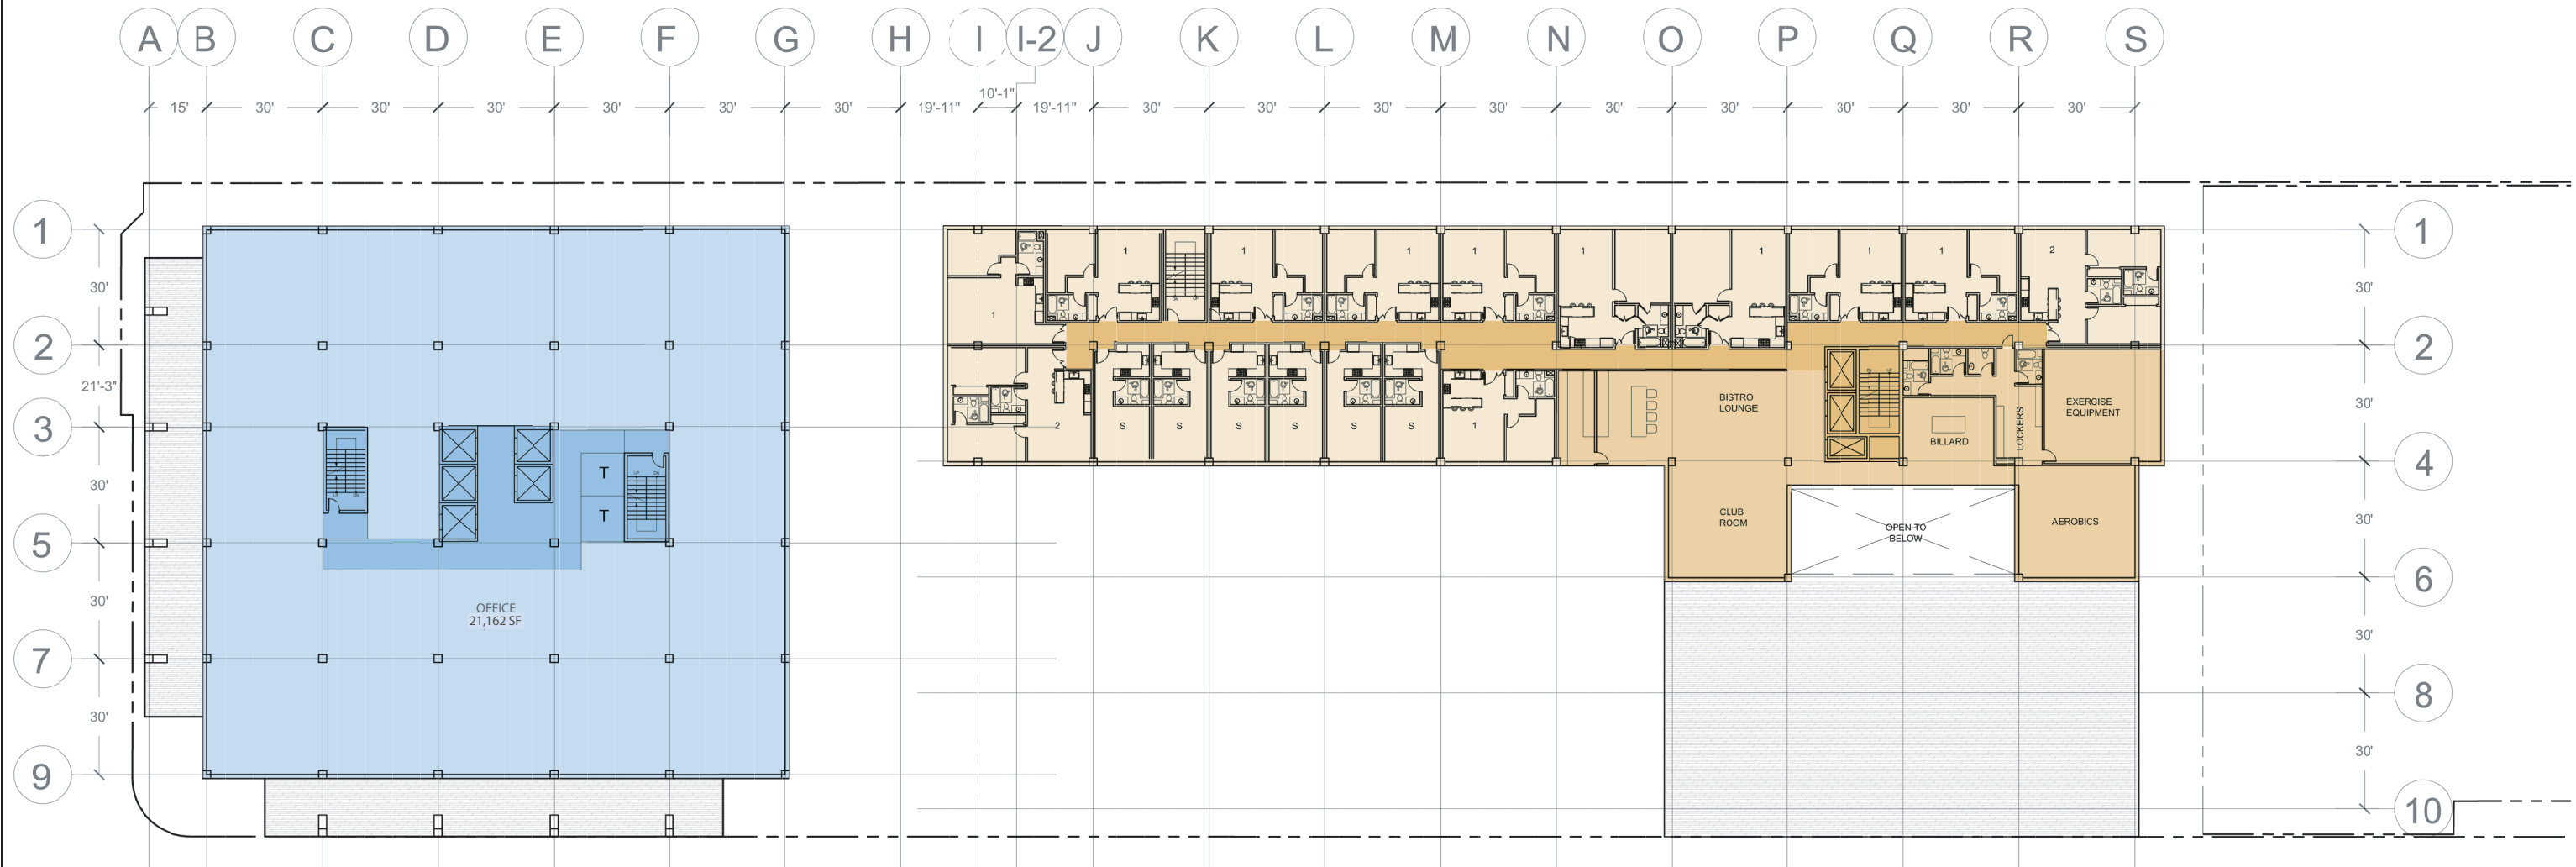 A B C D E F G H I I-2 J K L M N O P Q R S
15' 30' 30' 30' 30' 30' 30' 19'-11" 10'-1" 19'-11" 30' 30' 30' 30' 30' 30' 30' 30' 30'
1 1
30' 30'
2 2
21'-3" 30'
3 4
30' 30'
5 6
30' 30'
7 8
30' 30'
9 10
1 1 1 1 1 1 1 1 2
1
1
2 S S S S S S 1
BISTRO
LOUNGE
BILLARD
LOCKERS
EXERCISE
EQUIPMENT
CLUB
ROOM
OPEN TO
BELOW
AEROBICS
T
T
UP DN
OFFICE
21,162 SF